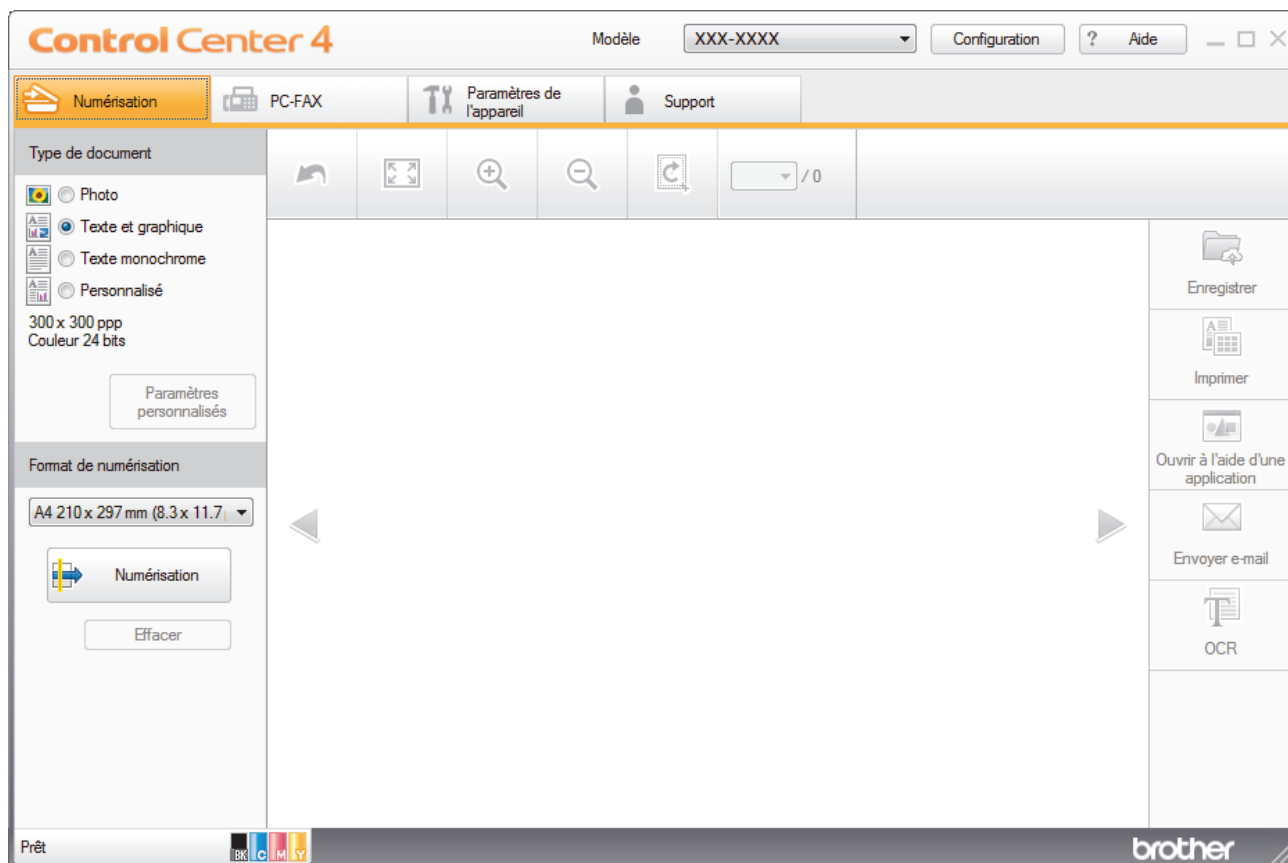 Control Center 4
Modèle
XXX-XXXX
Configuration
? Aide
Numérisation
PC-FAX
Paramètres de
l'appareil
Support
Type de document
Photo
Texte et graphique
Texte monochrome
Personnalisé
300 x 300 ppp
Couleur 24 bits
Paramètres
personnalisés
Format de numérisation
A4 210 x 297 mm (8.3 x 11.7
Numérisation
Effacer
/ 0
Enregistrer
Imprimer
Ouvrir à l'aide d'une
application
Envoyer e-mail
OCR
Prêt
BK C M Y
brother